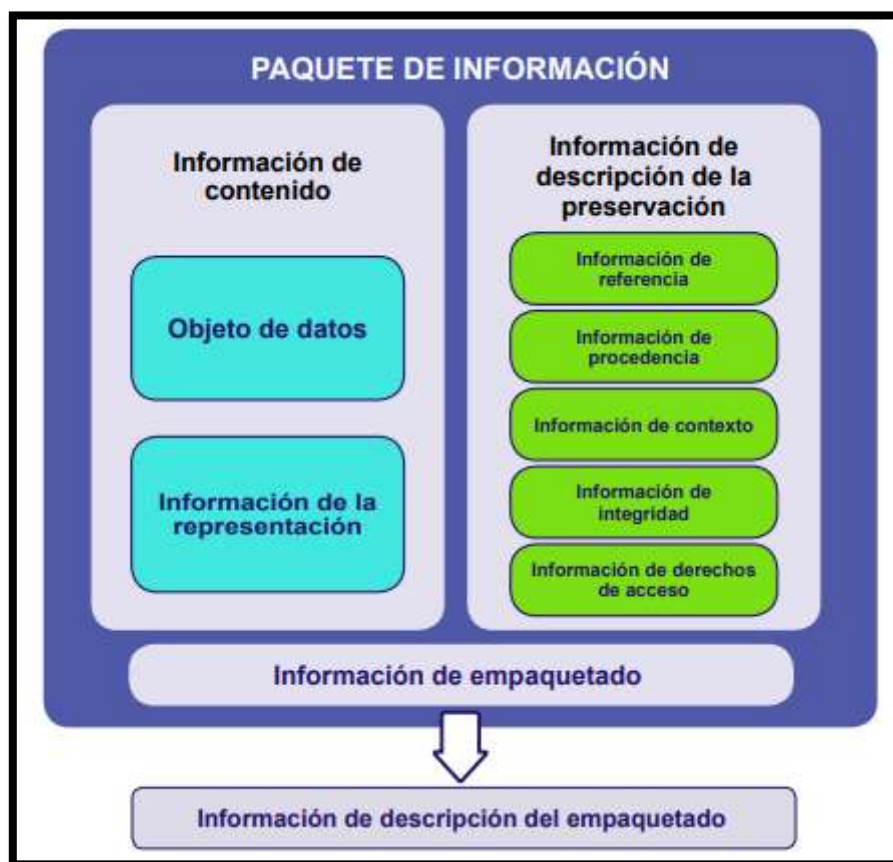 PAQUETE DE INFORMACIÓN
Información de
contenido
Objeto de datos
Información de la
representación
Información de
descripción de la
preservación
Información de
referencia
Información de
procedencia
Información de contexto
Información de
integridad
Información de derechos
de acceso
Información de empaquetado
Información de descripción del empaquetado